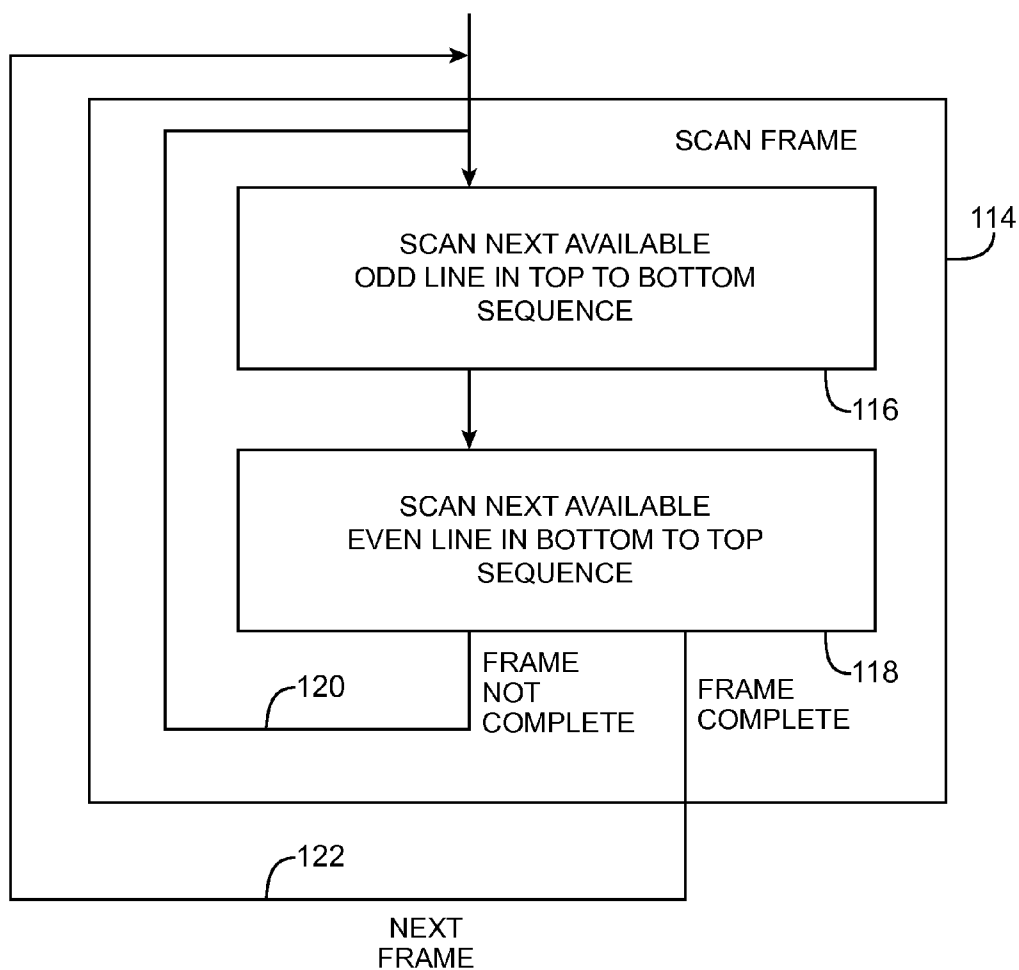 SCAN FRAME
114
SCAN NEXT AVAILABLE
ODD LINE IN TOP TO BOTTOM
SEQUENCE
116
SCAN NEXT AVAILABLE
EVEN LINE IN BOTTOM TO TOP
SEQUENCE
118
FRAME
NOT
COMPLETE
FRAME
COMPLETE
120
122
NEXT
FRAME